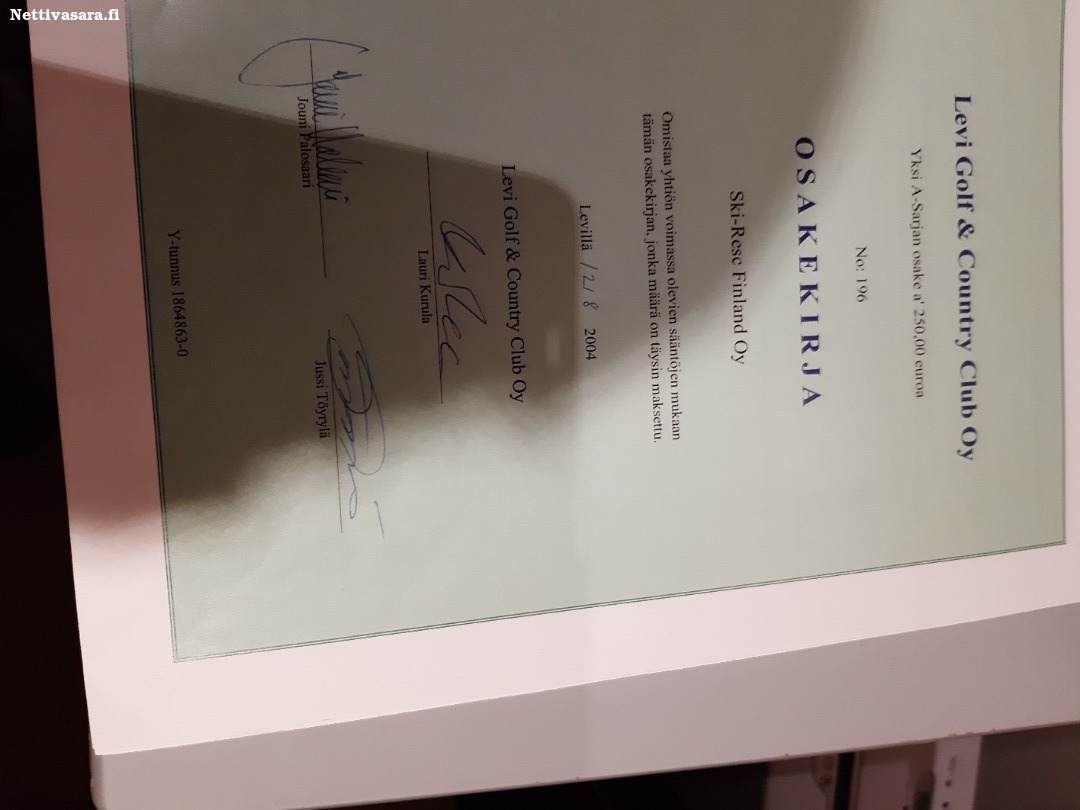 Nettivasara.fi
Levi Golf & Country Club Oy
Yksi A-Sarjan osake a' 250,00 euroa
No: 196
OSAKEKIRJA
Ski-Resc Finland Oy
Omistaa yhtiön voimassa olevien sääntöjen mukaan
tämän osakekirjan, jonka määrä on täysin maksettu.
Levillä 12/8 2004
Levi Golf & Country Club Oy
Lauri Kurula
Jouni Palosaari
Jussi Töyrylä
Y-tunnus 1864863-0